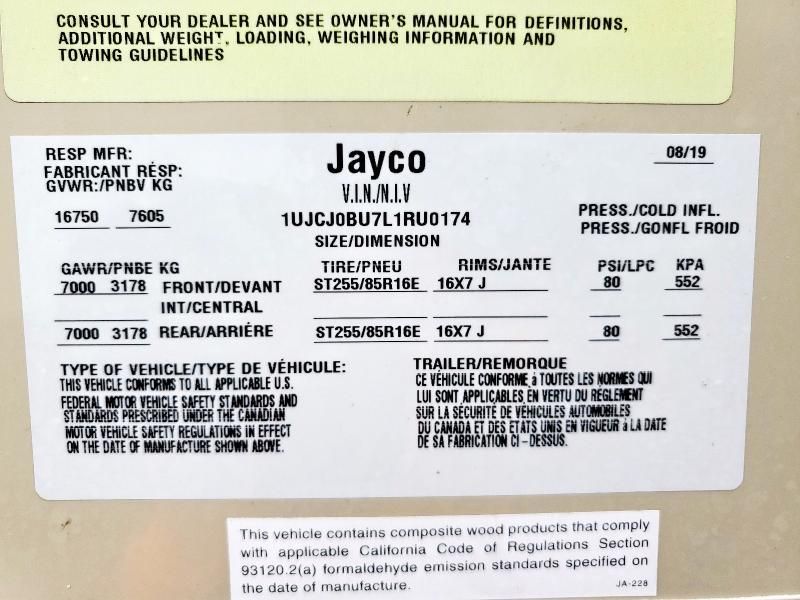 CONSULT YOUR DEALER AND SEE OWNER'S MANUAL FOR DEFINITIONS,
ADDITIONAL WEIGHT, LOADING, WEIGHING INFORMATION AND
TOWING GUIDELINES
RESP MFR: Jayco 08/19
FABRICANT RÉSP:
GVWR:/PNBV KG V.I.N./N.I.V
16750 7605 1UJCJ0BU7L1RU0174 PRESS./COLD INFL.
SIZE/DIMENSION PRESS./GONFL FROID
GAWR/PNBE KG TIRE/PNEU RIMS/JANTE PSI/LPC KPA
7000 3178 FRONT/DEVANT ST255/85R16E 16X7 J 80 552
INT/CENTRAL
7000 3178 REAR/ARRIÉRE ST255/85R16E 16X7 J 80 552
TYPE OF VEHICLE/TYPE DE VÉHICULE: TRAILER/REMORQUE
THIS VEHICLE CONFORMS TO ALL APPLICABLE U.S.
FEDERAL MOTOR VEHICLE SAFETY STANDARDS AND
STANDARDS PRESCRIBED UNDER THE CANADIAN
MOTOR VEHICLE SAFETY REGULATIONS IN EFFECT
ON THE DATE OF MANUFACTURE SHOWN ABOVE.
CE VÉHICULE CONFORME à TOUTES LES NORMES QUI
LUI SONT APPLICABLES EN VERTU DU RÉGLEMENT
SUR LA SÉCURITÉ DE VÉHICULES AUTOMOBILES
DU CANADA ET DES ÉTATS UNIS EN VIGUEUR à LA DATE
DE SA FABRICATION CI-DESSUS.
This vehicle contains composite wood products that comply
with applicable California Code of Regulations Section
93120.2(a) formaldehyde emission standards specified on
the date of manufacture. JA-228